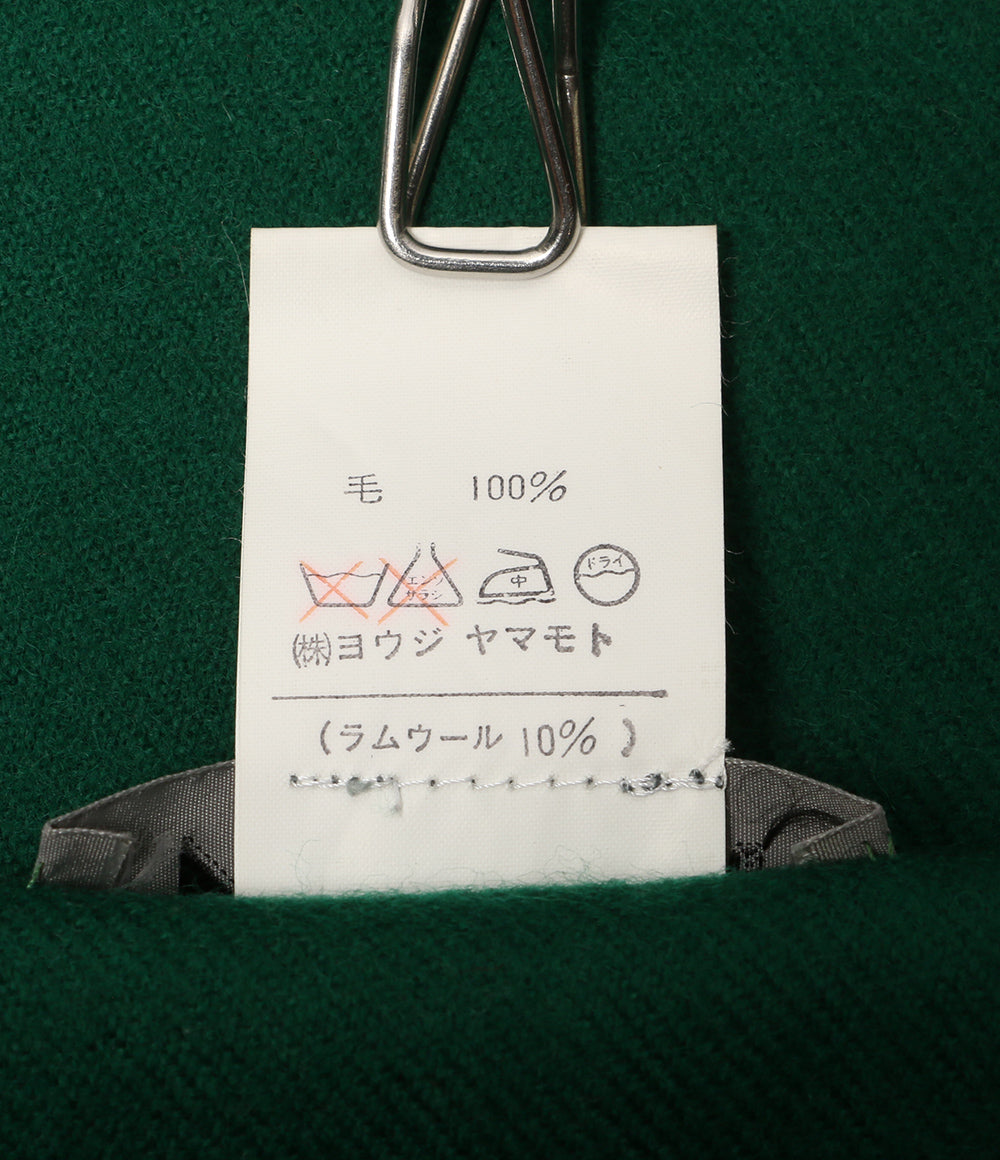 毛 100%
エンソ サラシ 中 ドライ
㈱ヨウジ ヤマモト
(ラムウール 10%)